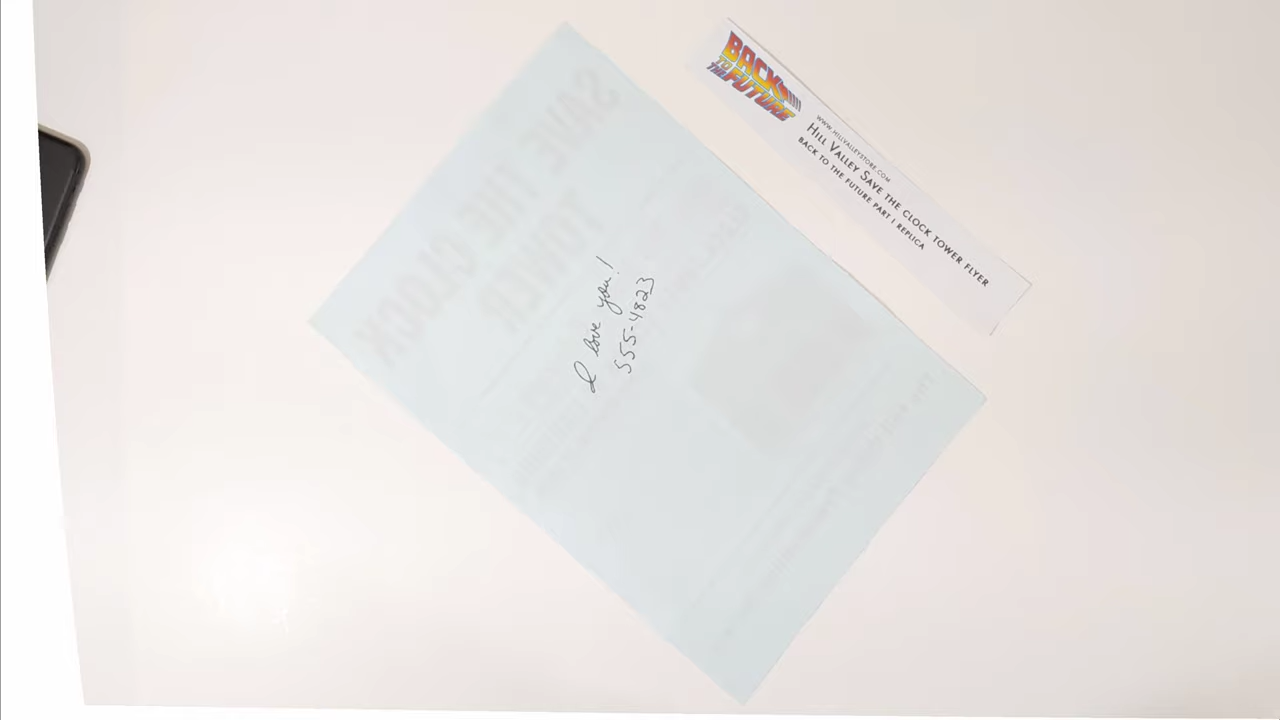 BACK
TO THE
FUTURE
WWW.HILLVALLEYSTORE.COM
HILL VALLEY SAVE THE CLOCK TOWER FLYER
BACK TO THE FUTURE PART I REPLICA
SAVE THE CLOCK
TOWER
I love you!
555-4823